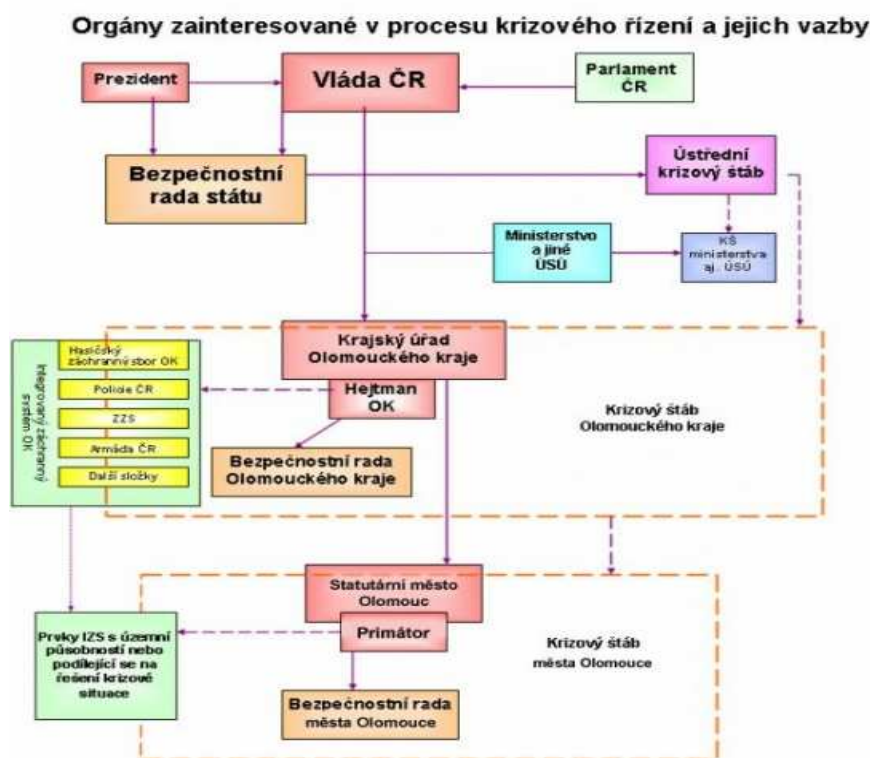 Orgány zainteresované v procesu krizového řízení a jejich vazby
Prezident
Vláda ČR
Parlament
ČR
Bezpečnostní
rada státu
Ústřední
krizový štáb
Ministerstvo
a jiné
ÚSÚ
KŠ
ministerstva
aj. ÚSÚ
Krajský úřad
Olomouckého kraje
Hejtman
OK
Bezpečnostní rada
Olomouckého kraje
Krizový štáb
Olomouckého kraje
Integrovaný záchranný
systém OK
Hasičský
záchranný sbor OK
Policie ČR
ZZS
Armáda ČR
Další složky
Statutární město
Olomouc
Primátor
Bezpečnostní rada
města Olomouce
Krizový štáb
města Olomouce
Prvky IZS s územní
působností nebo
podílející se na
řešení krizové
situace